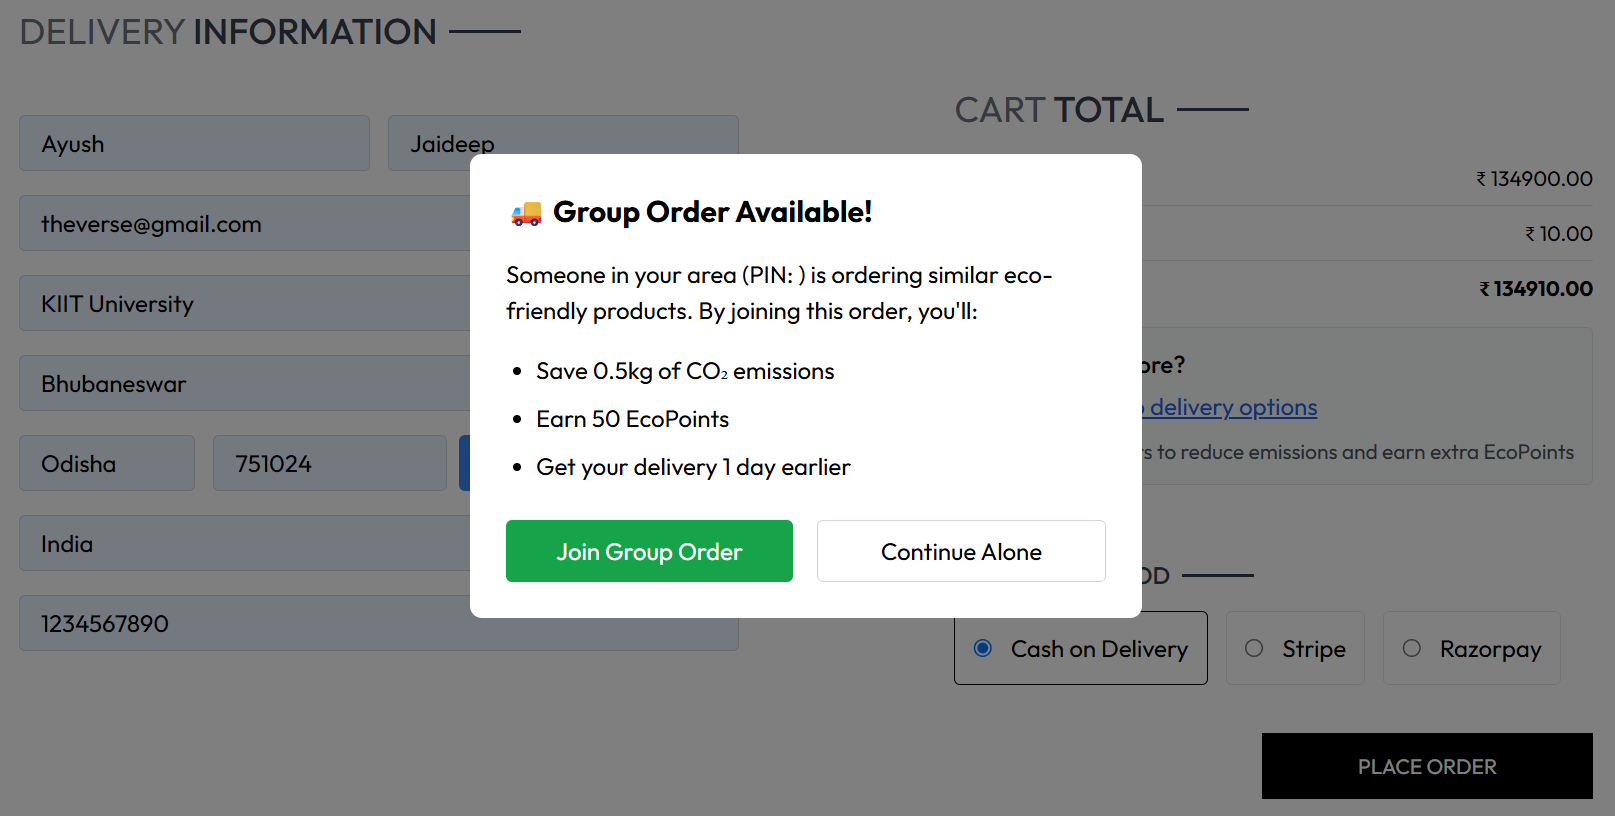 DELIVERY INFORMATION
Ayush
Jaideep
theverse@gmail.com
KIIT University
Bhubaneswar
Odisha
751024
India
1234567890
🚚 Group Order Available!
Someone in your area (PIN: ) is ordering similar eco-
friendly products. By joining this order, you'll:
• Save 0.5kg of CO₂ emissions
• Earn 50 EcoPoints
• Get your delivery 1 day earlier
Join Group Order
Continue Alone
CART TOTAL
₹ 134900.00
₹ 10.00
₹ 134910.00
delivery options
to reduce emissions and earn extra EcoPoints
Cash on Delivery
Stripe
Razorpay
PLACE ORDER